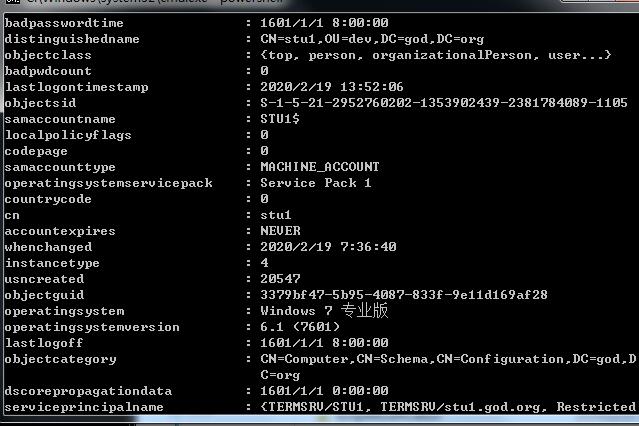 badpasswordtime : 1601/1/1 8:00:00
distinguishedname : CN=stu1,OU=dev,DC=god,DC=org
objectclass : {top, person, organizationalPerson, user...}
badpwdcount : 0
lastlogontimestamp : 2020/2/19 13:52:06
objectsid : S-1-5-21-2952760202-1353902439-2381784089-1105
samaccountname : STU1$
localpolicyflags : 0
codepage : 0
samaccounttype : MACHINE_ACCOUNT
operatingsystemservicepack : Service Pack 1
countrycode : 0
cn : stu1
accountexpires : NEVER
whenchanged : 2020/2/19 7:36:40
instancetype : 4
usncreated : 20547
objectguid : 3379bf47-5b95-4087-833f-9e11d169af28
operatingsystem : Windows 7 专业版
operatingsystemversion : 6.1 (7601)
lastlogoff : 1601/1/1 8:00:00
objectcategory : CN=Computer,CN=Schema,CN=Configuration,DC=god,D
C=org
dscorepropagationdata : 1601/1/1 0:00:00
serviceprincipalname : {TERMSRV/STU1, TERMSRV/stu1.god.org, Restricted